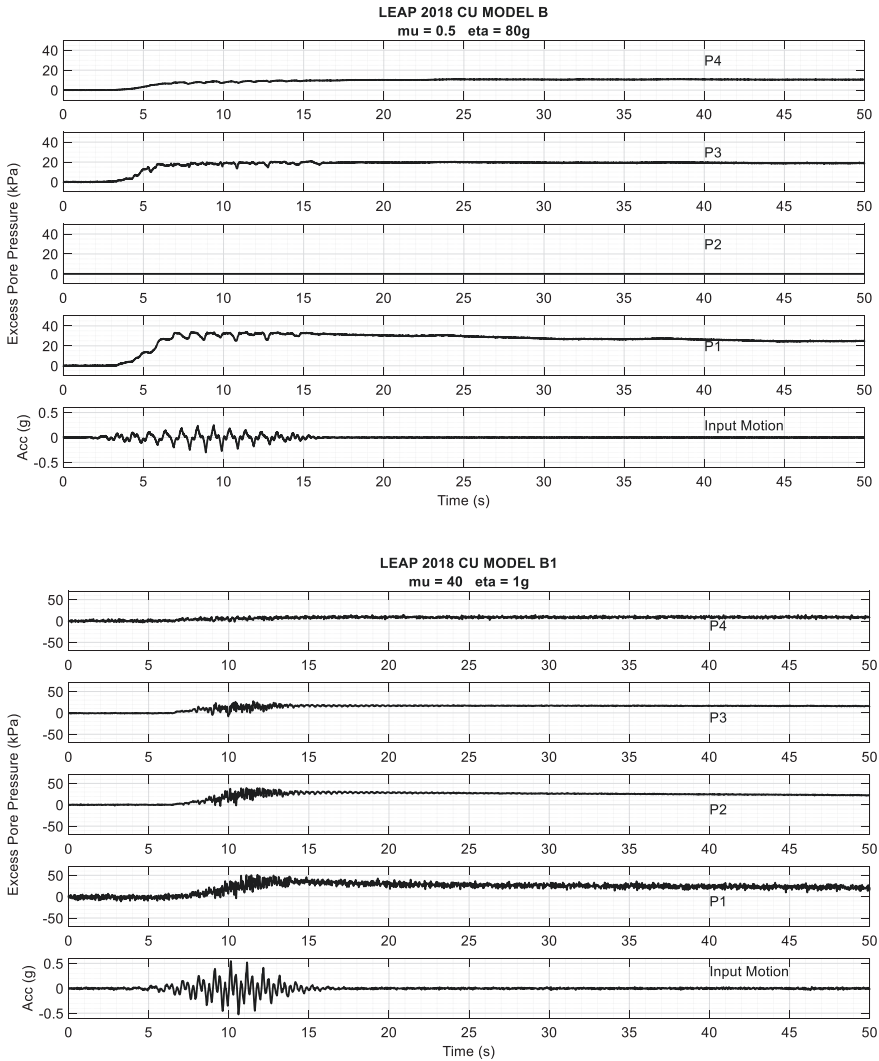 LEAP 2018 CU MODEL B
mu = 0.5 eta = 80g
Excess Pore Pressure (kPa)
40
20
0
P4
0 5 10 15 20 25 30 35 40 45 50
40
20
0
P3
0 5 10 15 20 25 30 35 40 45 50
40
20
0
P2
0 5 10 15 20 25 30 35 40 45 50
40
20
0
P1
0 5 10 15 20 25 30 35 40 45 50
Acc (g)
0.5
0
-0.5
Input Motion
0 5 10 15 20 25 30 35 40 45 50
Time (s)
LEAP 2018 CU MODEL B1
mu = 40 eta = 1g
Excess Pore Pressure (kPa)
50
0
-50
P4
0 5 10 15 20 25 30 35 40 45 50
50
0
-50
P3
0 5 10 15 20 25 30 35 40 45 50
50
0
-50
P2
0 5 10 15 20 25 30 35 40 45 50
50
0
-50
P1
0 5 10 15 20 25 30 35 40 45 50
Acc (g)
0.5
0
-0.5
Input Motion
0 5 10 15 20 25 30 35 40 45 50
Time (s)